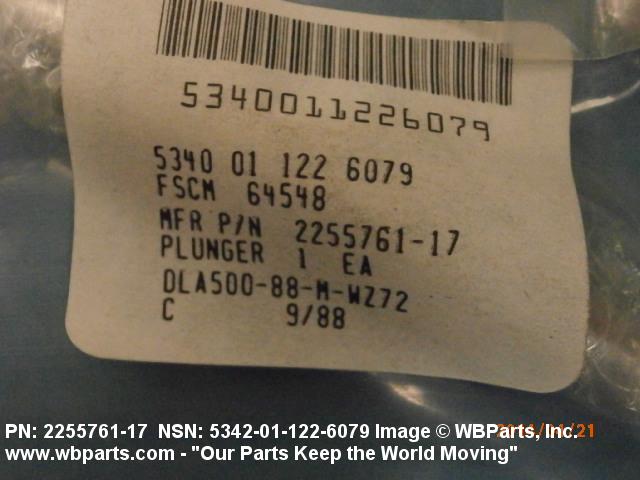 5340011226079
5340 01 122 6079
FSCM 64548
MFR P/N 2255761-17
PLUNGER 1 EA
DLA500-88-M-WZ72
C 9/88
PN: 2255761-17 NSN: 5342-01-122-6079 Image © WBParts, Inc.
www.wbparts.com - "Our Parts Keep the World Moving"